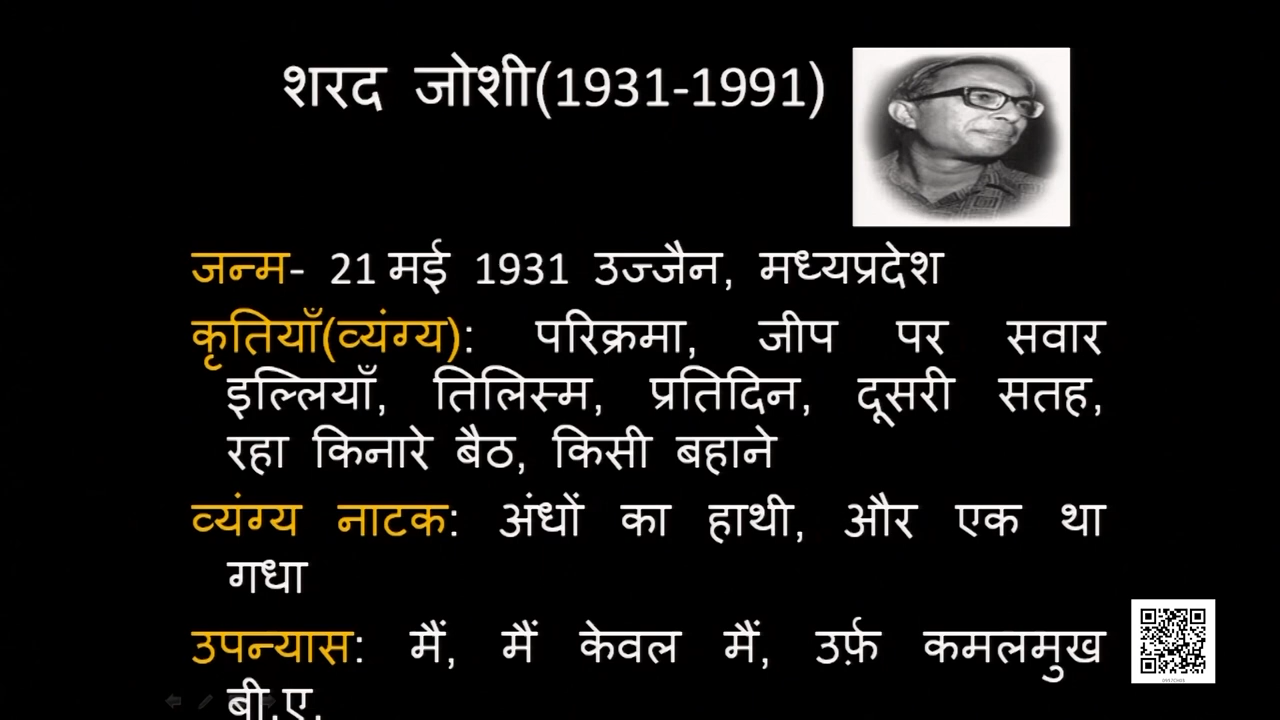 शरद जोशी(1931-1991)
जन्म- 21 मई 1931 उज्जैन, मध्यप्रदेश
कृतियाँ(व्यंग्य): परिक्रमा, जीप पर सवार
इल्लियाँ, तिलिस्म, प्रतिदिन, दूसरी सतह,
रहा किनारे बैठ, किसी बहाने
व्यंग्य नाटक: अंधों का हाथी, और एक था
गधा
उपन्यास: मैं, मैं केवल मैं, उर्फ़ कमलमुख
बी.ए.